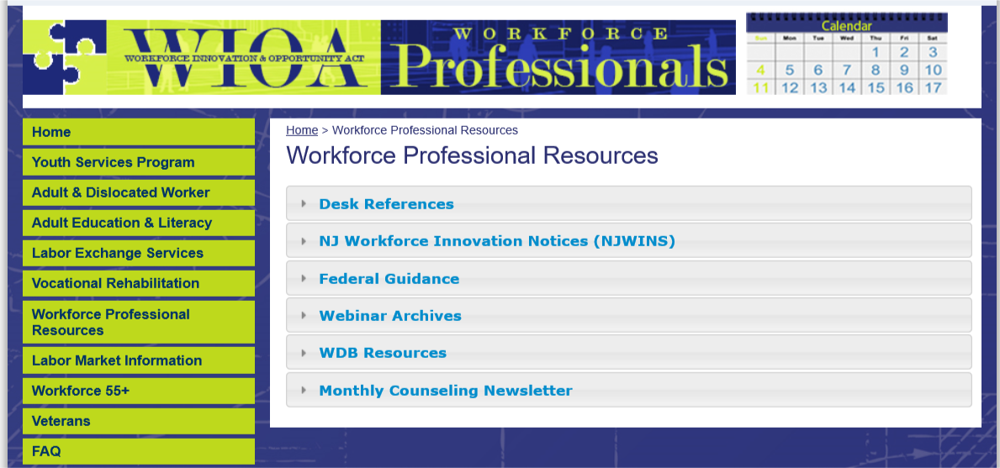 WIOA
WORKFORCE INNOVATION & OPPORTUNITY ACT
WORKFORCE
Professionals
Calendar
Sun Mon Tue Wed Thu Fri Sat
1 2 3
4 5 6 7 8 9 10
11 12 13 14 15 16 17
Home
Youth Services Program
Adult & Dislocated Worker
Adult Education & Literacy
Labor Exchange Services
Vocational Rehabilitation
Workforce Professional
Resources
Labor Market Information
Workforce 55+
Veterans
FAQ
Home > Workforce Professional Resources
Workforce Professional Resources
Desk References
NJ Workforce Innovation Notices (NJWINS)
Federal Guidance
Webinar Archives
WDB Resources
Monthly Counseling Newsletter